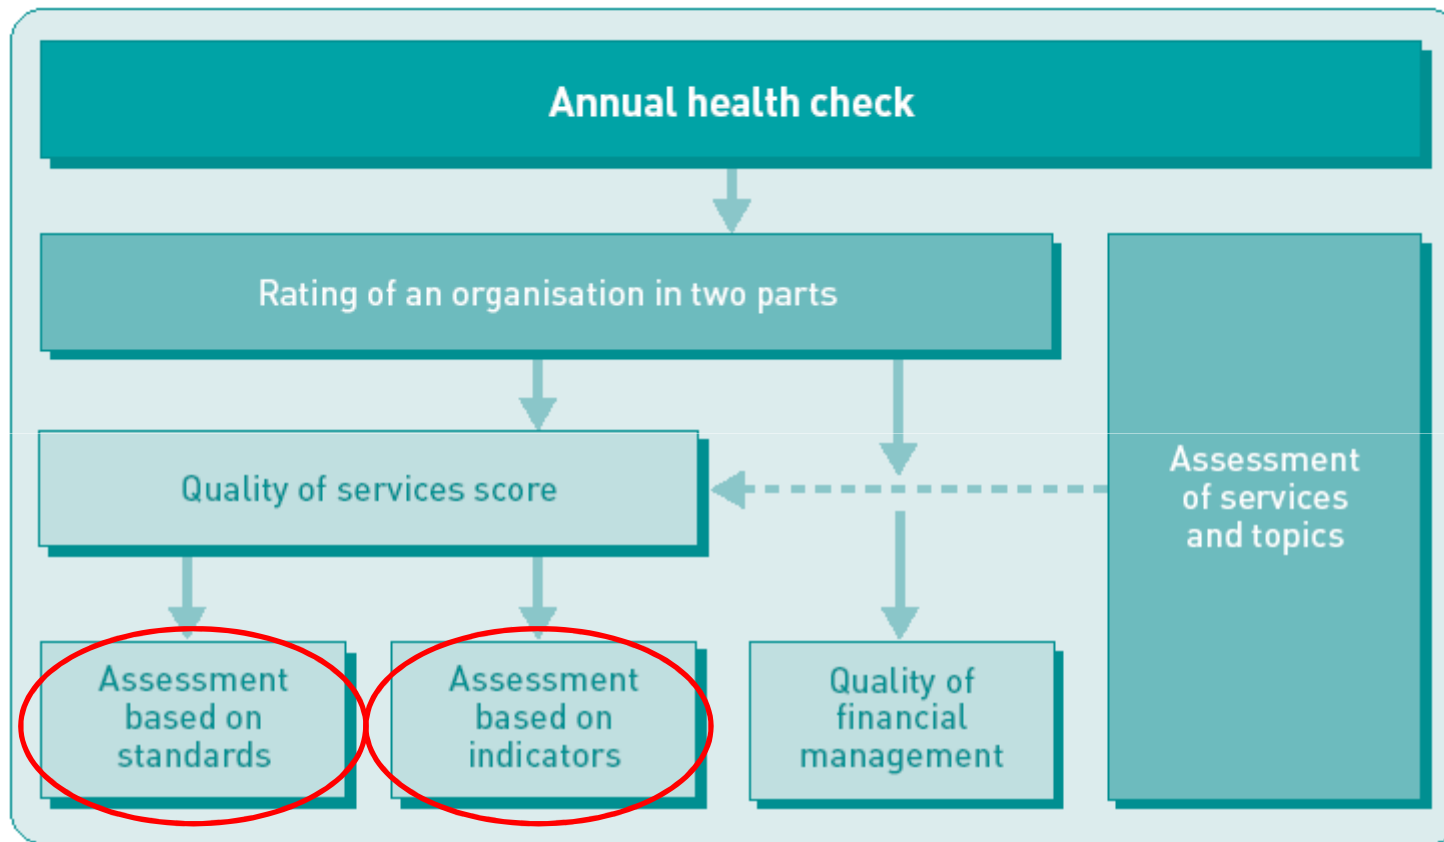 Annual health check
Rating of an organisation in two parts
Quality of services score
Assessment
of services
and topics
Assessment
based on
standards
Assessment
based on
indicators
Quality of
financial
management